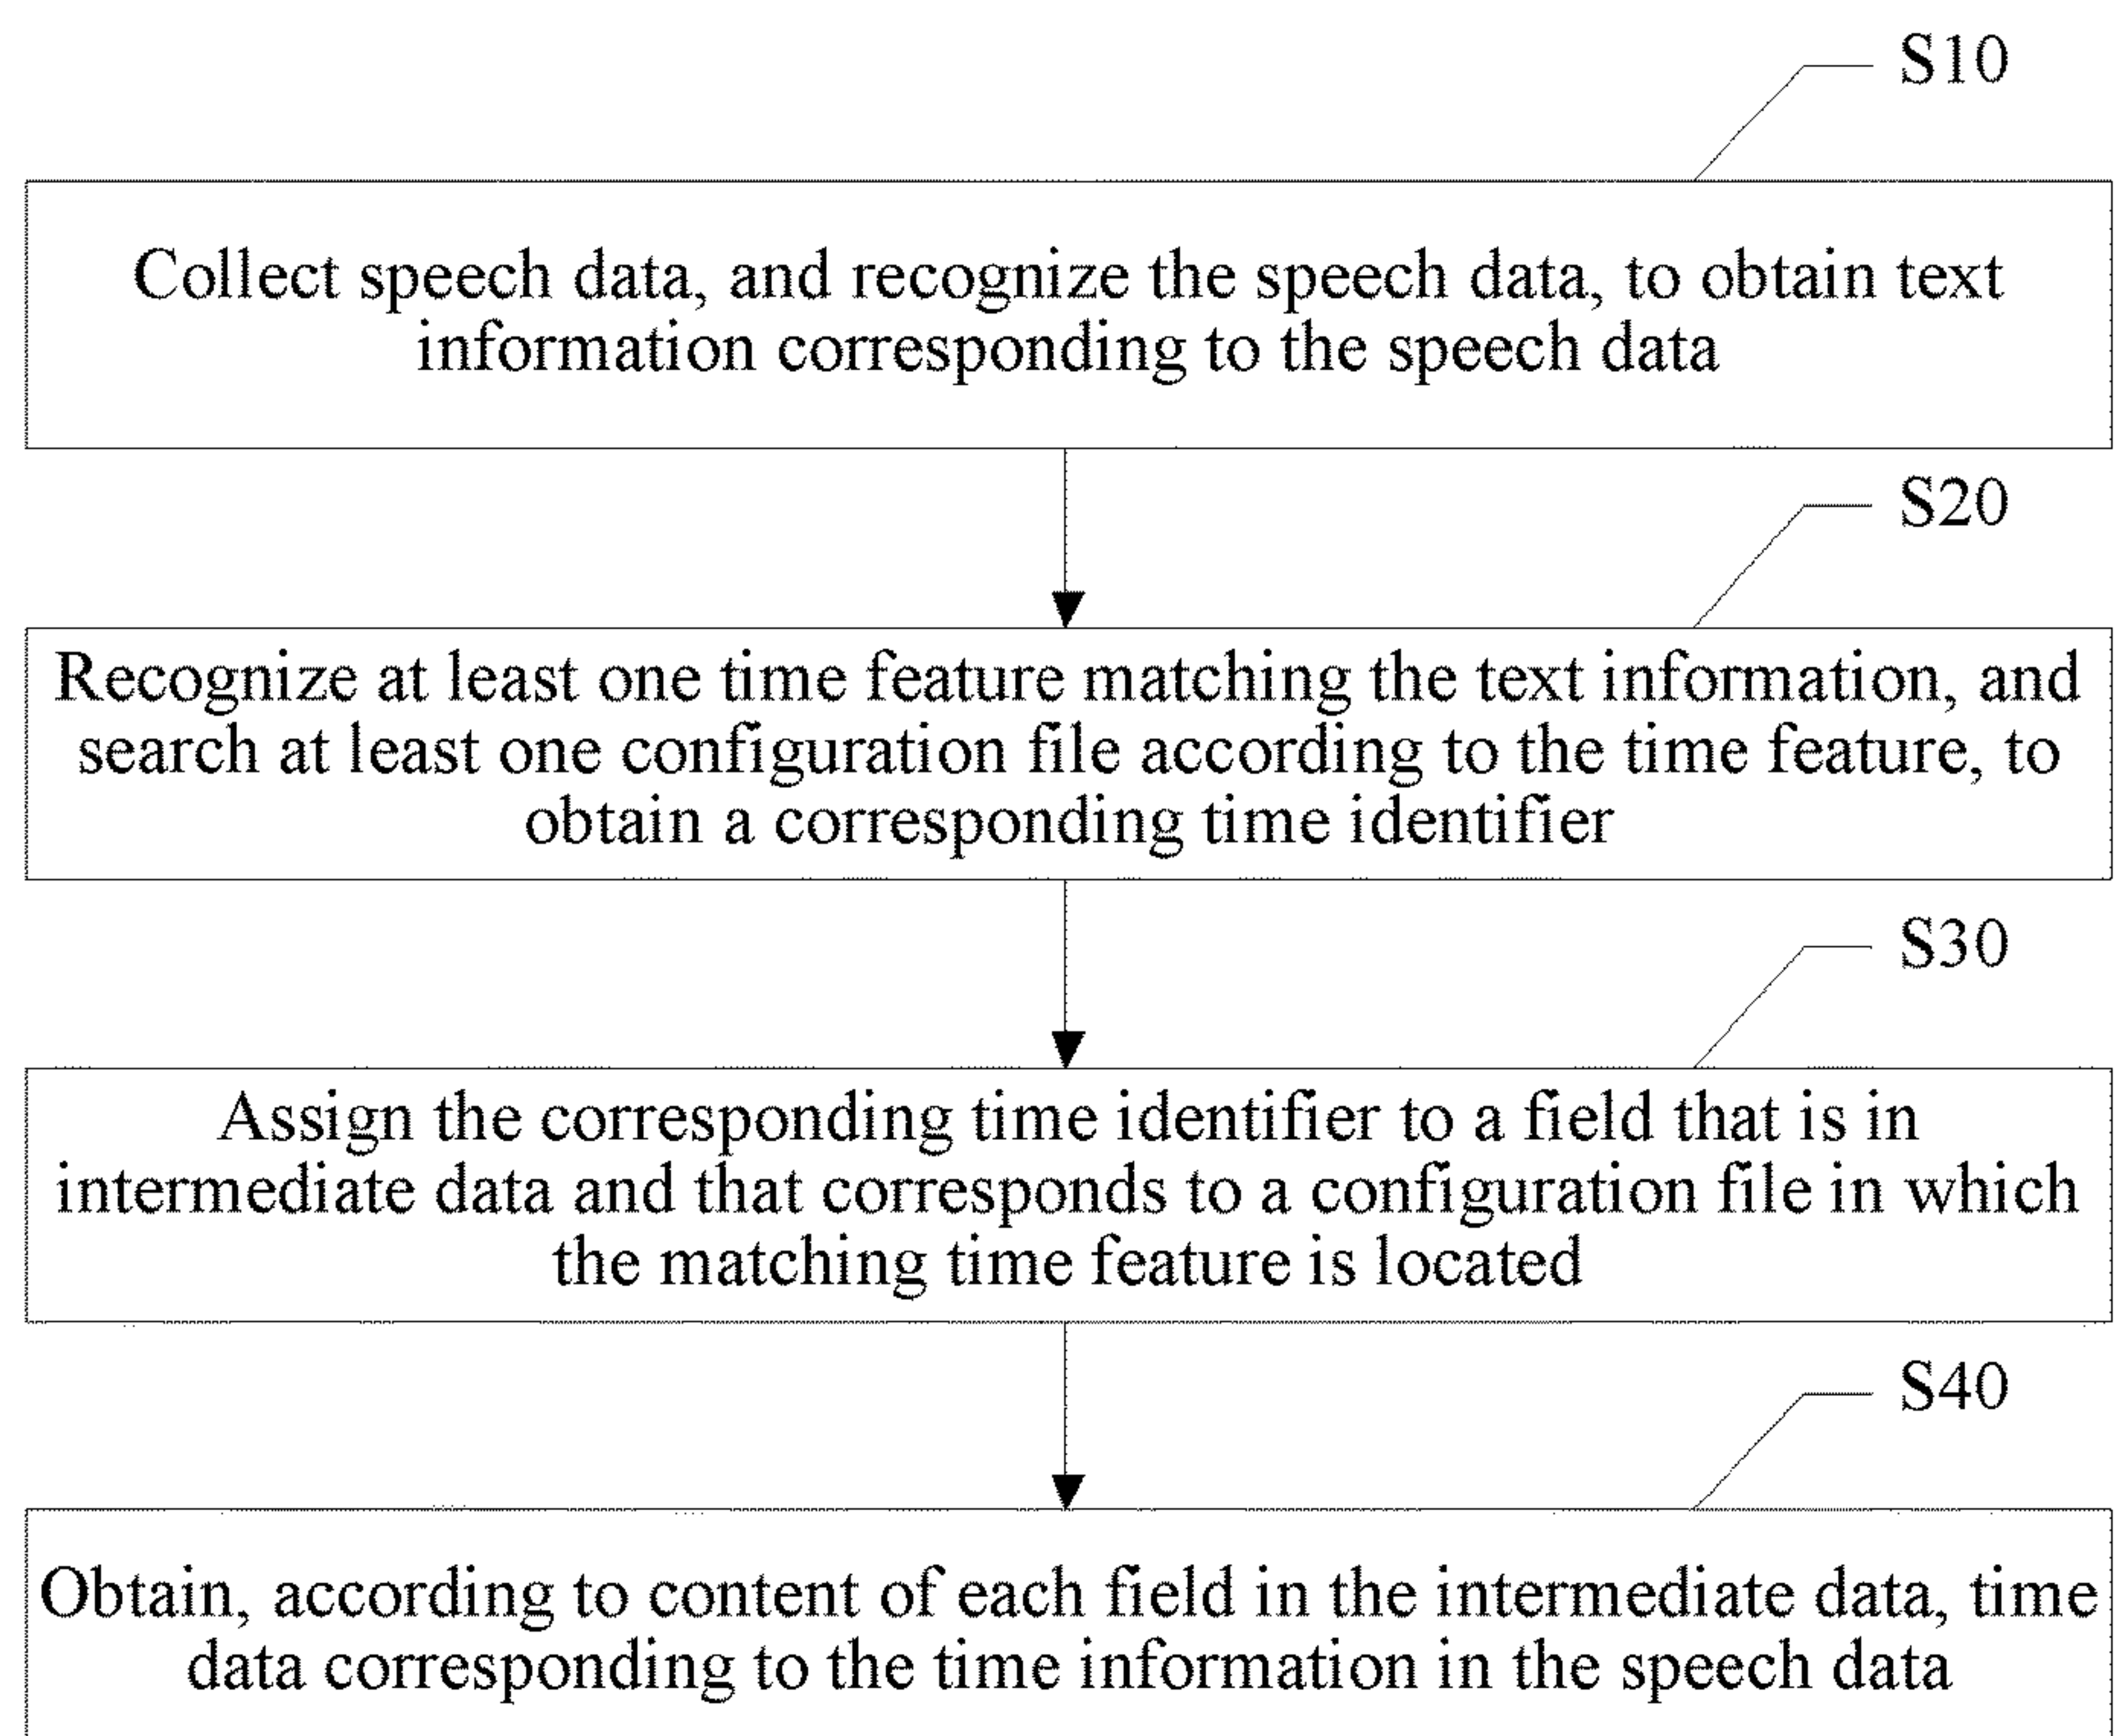 S10
Collect speech data, and recognize the speech data, to obtain text
information corresponding to the speech data
S20
Recognize at least one time feature matching the text information, and
search at least one configuration file according to the time feature, to
obtain a corresponding time identifier
S30
Assign the corresponding time identifier to a field that is in
intermediate data and that corresponds to a configuration file in which
the matching time feature is located
S40
Obtain, according to content of each field in the intermediate data, time
data corresponding to the time information in the speech data